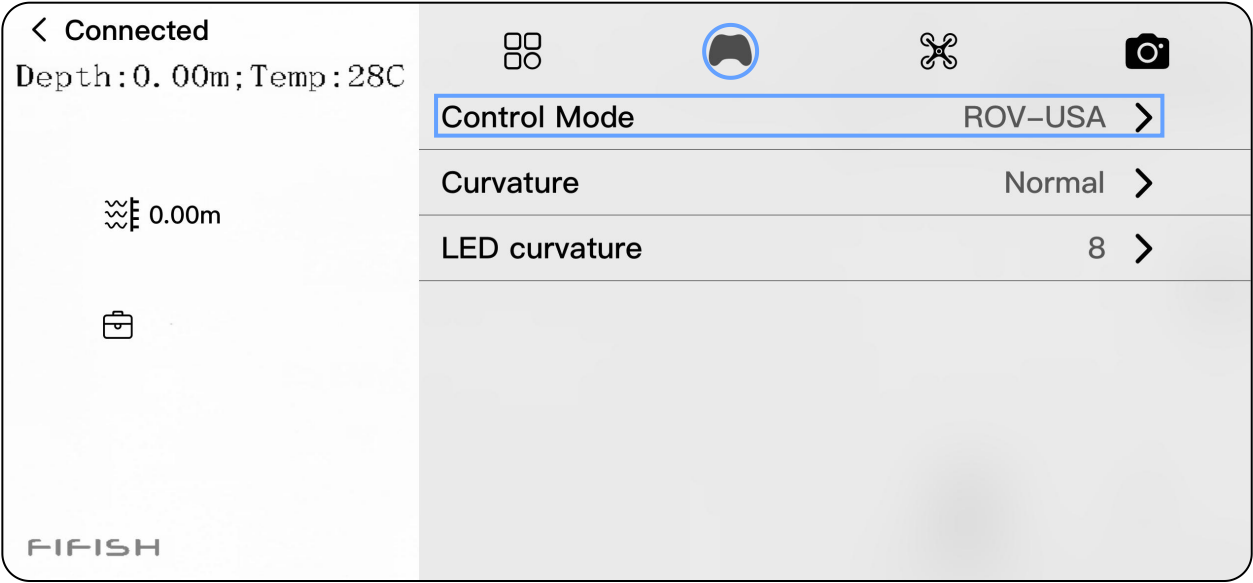 Connected
Depth:0.00m;Temp:28C
0.00m
FIFISH
Control Mode ROV-USA
Curvature Normal
LED curvature 8